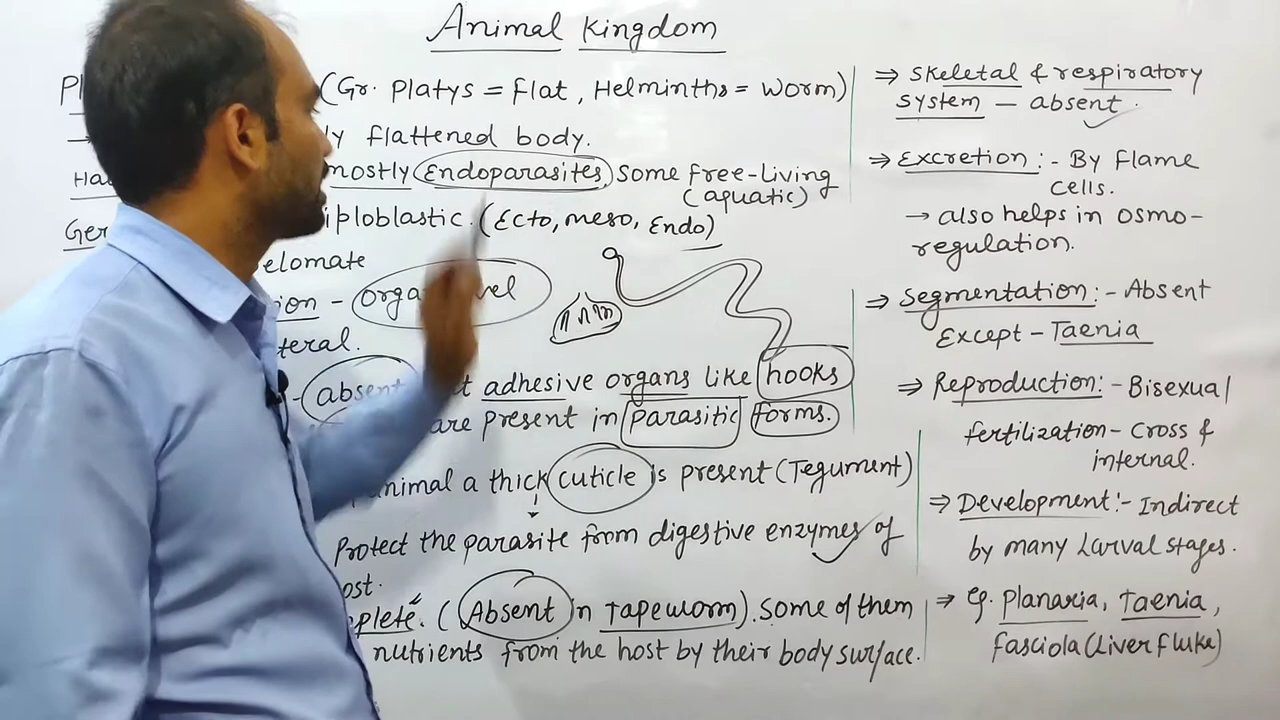 Animal Kingdom
(Gr. Platys = Flat, Helminths = Worm)
ly flattened body.
mostly Endoparasites, Some free-Living
(aquatic)
iploblastic. (Ecto, meso, Endo)
elomate
ion - orga vel
teral.
- absent t adhesive organs like hooks
are present in parasitic forms.
animal a thick cuticle is present (Tegument)
Protect the parasite from digestive enzymes of
ost.
plete. (Absent in Tapeworm). Some of them
nutrients from the host by their body surface.
⇒ Skeletal & respiratory
system - absent.
⇒ Excretion :- By Flame
cells.
→ also helps in osmo-
regulation.
⇒ Segmentation :- Absent
Except - Taenia
⇒ Reproduction :- Bisexual
fertilization - cross &
internal.
⇒ Development :- Indirect
by many Larval stages.
⇒ eg. Planaria, Taenia,
Fasciola (Liver fluke)